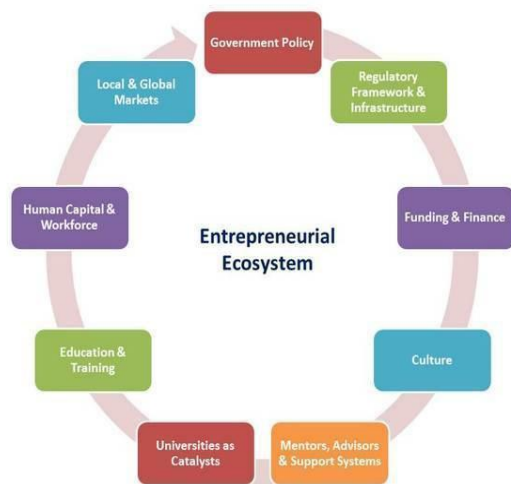 Government Policy
Regulatory
Framework &
Infrastructure
Funding & Finance
Culture
Mentors, Advisors
& Support Systems
Universities as
Catalysts
Education &
Training
Human Capital &
Workforce
Local & Global
Markets
Entrepreneurial
Ecosystem